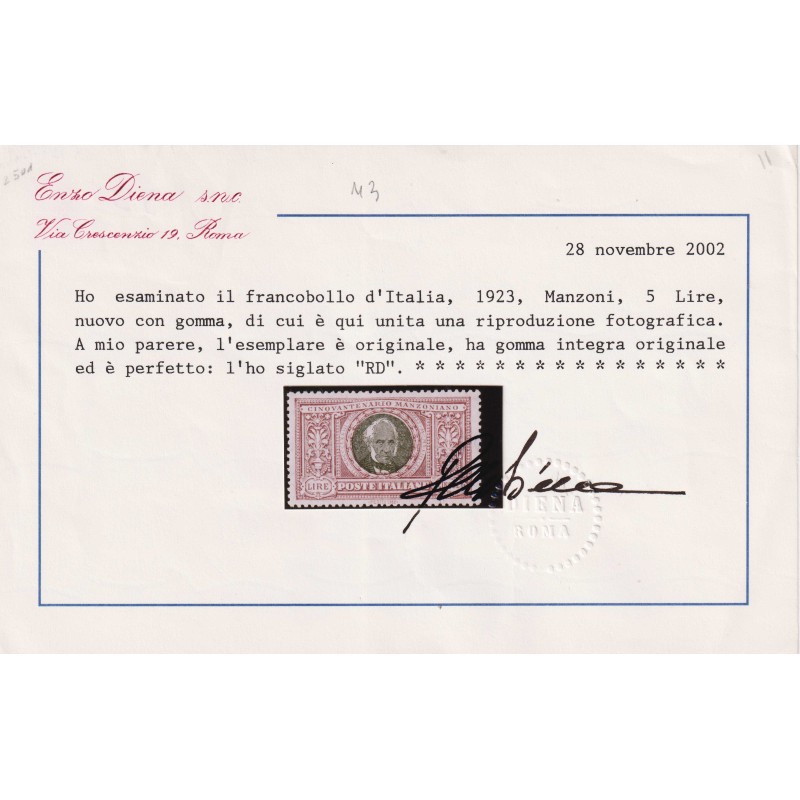 Enzo Diena s.n.c.
Via Crescenzio 19, Roma
M3
11
28 novembre 2002
Ho esaminato il francobollo d'Italia, 1923, Manzoni, 5 Lire,
nuovo con gomma, di cui è qui unita una riproduzione fotografica.
A mio parere, l'esemplare è originale, ha gomma integra originale
ed è perfetto: l'ho siglato "RD". * * * * * * * * * * * * * * * *
CINQVANTENARIO MANZONIANO
LIRE
POSTE ITALIANE
DIENA
ROMA